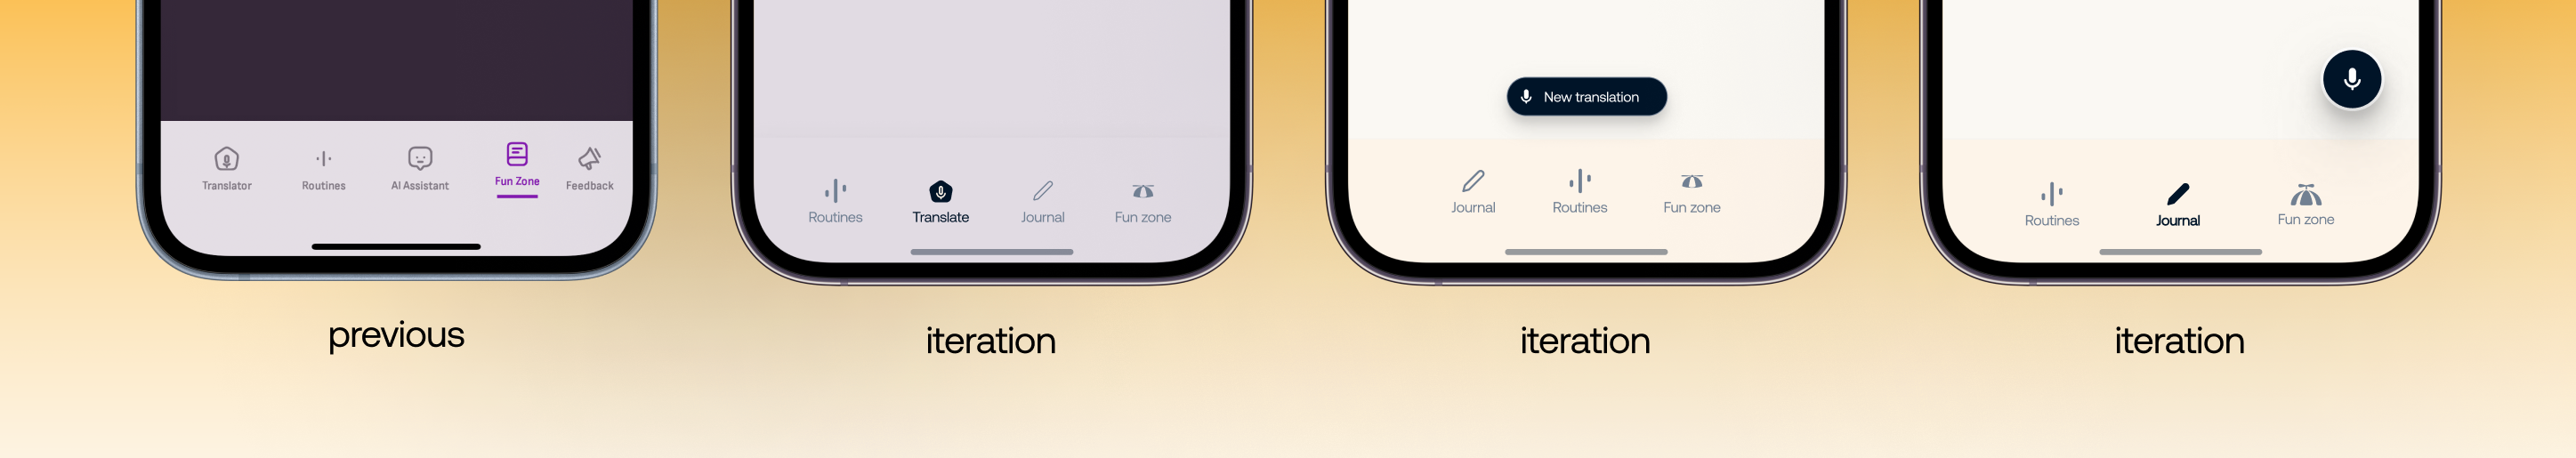 Translator
Routines
AI Assistant
Fun Zone
Feedback
Routines
Translate
Journal
Fun zone
New translation
Journal
Routines
Fun zone
Routines
Journal
Fun zone
previous
iteration
iteration
iteration